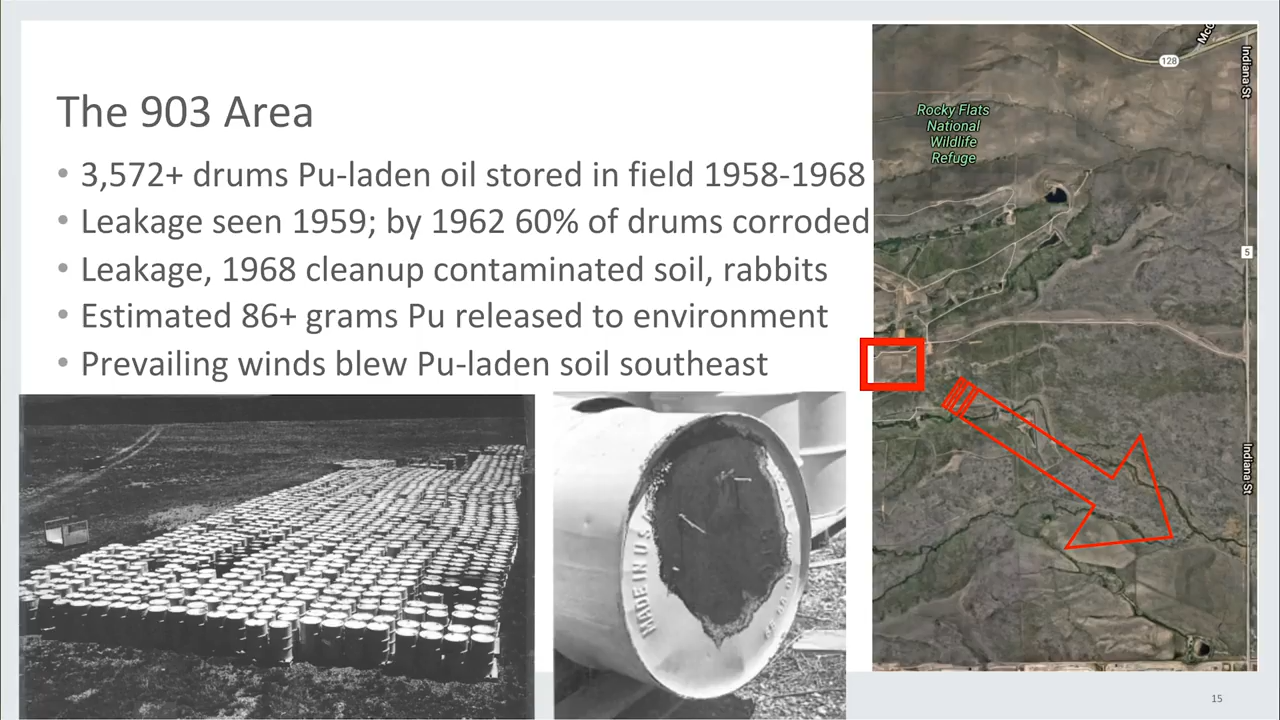 The 903 Area
• 3,572+ drums Pu-laden oil stored in field 1958-1968
• Leakage seen 1959; by 1962 60% of drums corroded
• Leakage, 1968 cleanup contaminated soil, rabbits
• Estimated 86+ grams Pu released to environment
• Prevailing winds blew Pu-laden soil southeast
MADE IN U S
128
Indiana St
Rocky Flats
National
Wildlife
Refuge
5
Indiana St
15